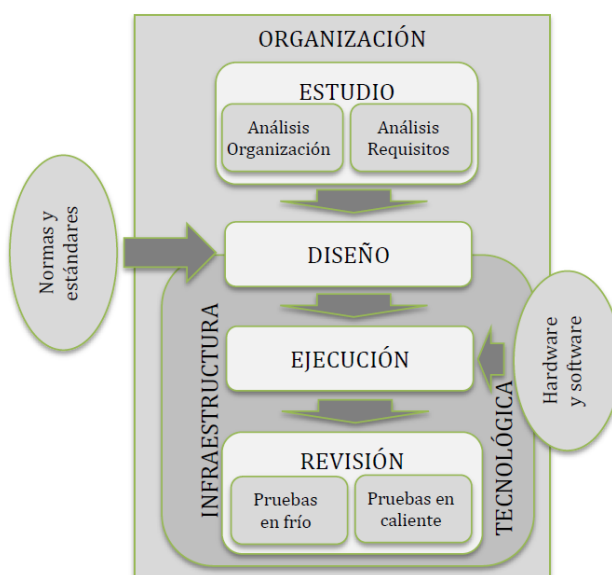 ORGANIZACIÓN
ESTUDIO
Análisis
Organización
Análisis
Requisitos
Normas y
estándares
DISEÑO
INFRAESTRUCTURA
EJECUCIÓN
Hardware
y software
TECNOLÓGICA
REVISIÓN
Pruebas
en frío
Pruebas en
caliente